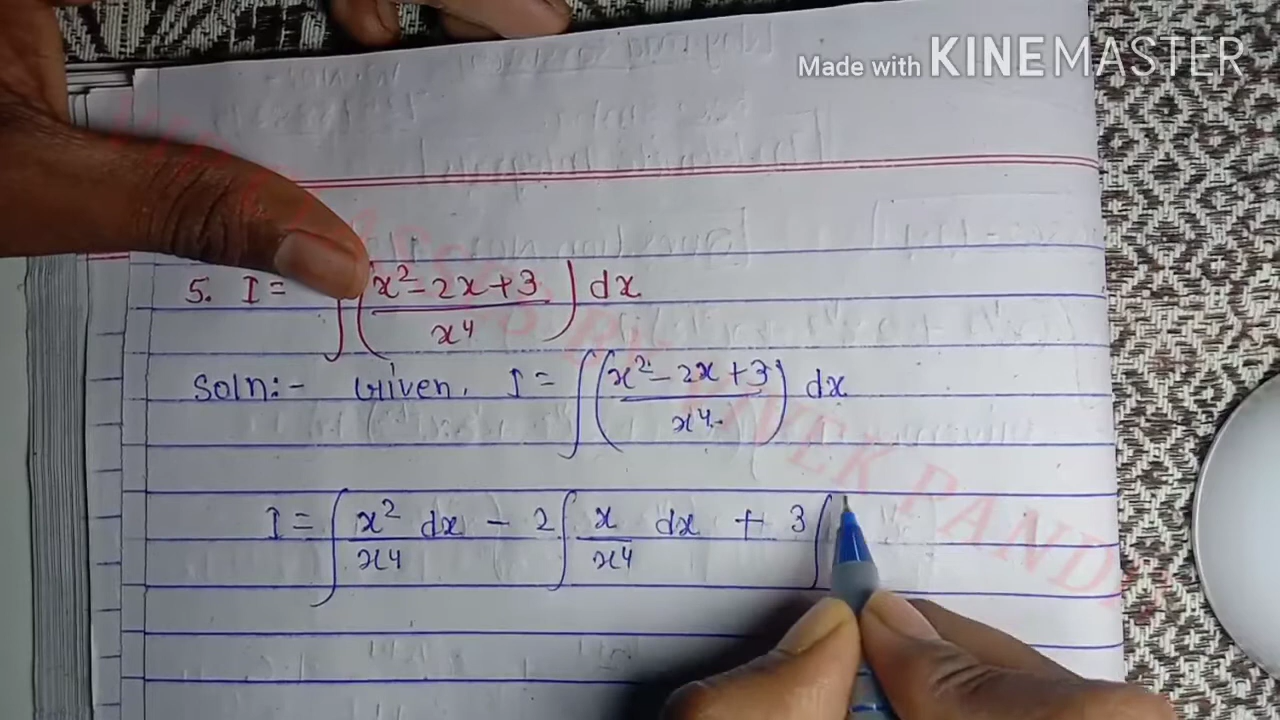 Made with KINEMASTER
5. I = ∫ (x² - 2x + 3 / x⁴) dx
Soln:- Given, I = ∫ (x² - 2x + 3 / x⁴) dx
I = ∫ x²/x⁴ dx - 2 ∫ x/x⁴ dx + 3 ∫